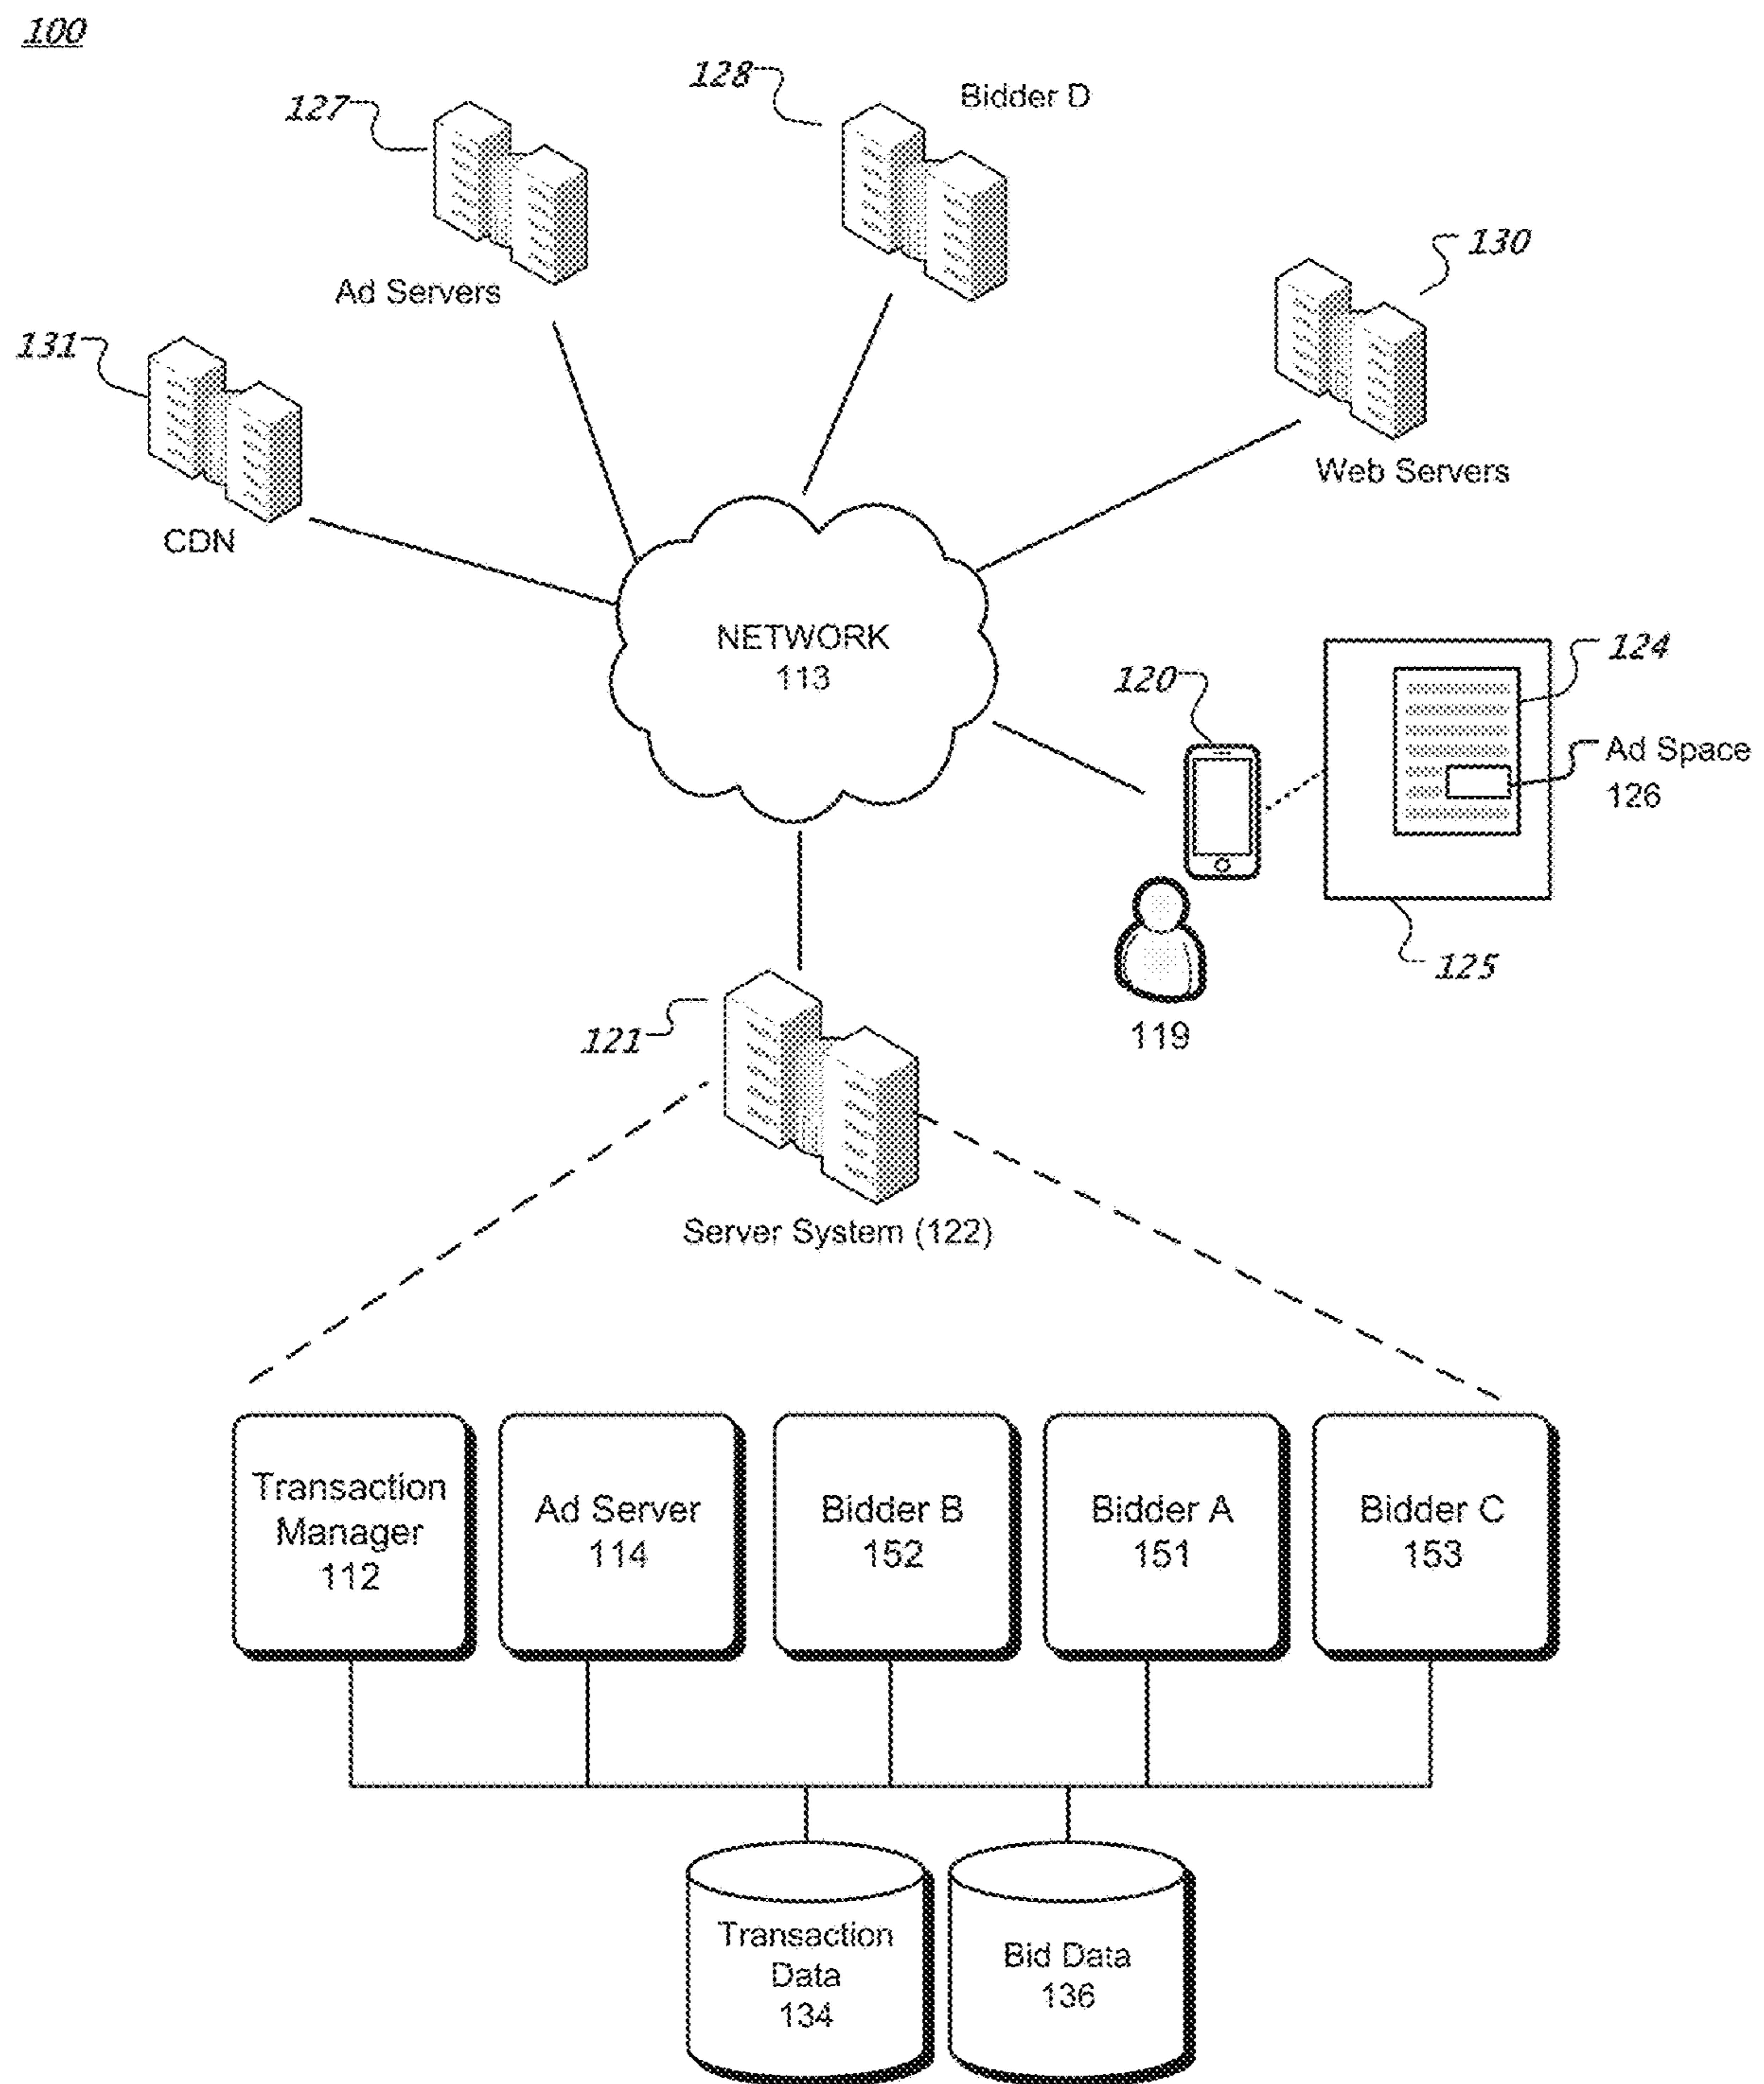 100
127
128
Bidder D
130
Ad Servers
131
Web Servers
CDN
NETWORK
113
120
124
Ad Space
126
125
119
121
Server System (122)
Transaction
Manager
112
Ad Server
114
Bidder B
152
Bidder A
151
Bidder C
153
Transaction
Data
134
Bid Data
136